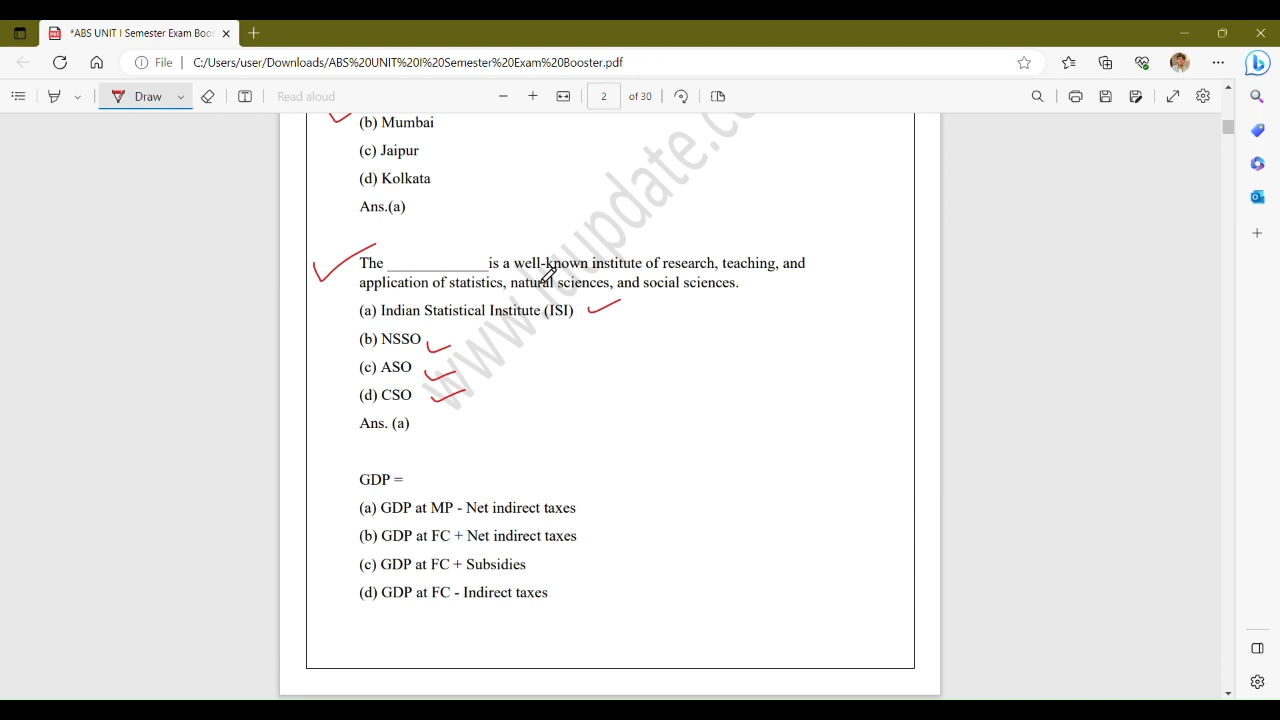 *ABS UNIT I Semester Exam Boo
File
C:/Users/user/Downloads/ABS%20UNIT%20I%20Semester%20Exam%20Booster.pdf
Draw
Read aloud
2
of 30
(b) Mumbai
(c) Jaipur
(d) Kolkata
Ans.(a)
The _____________is a well-known institute of research, teaching, and
application of statistics, natural sciences, and social sciences.
(a) Indian Statistical Institute (ISI)
(b) NSSO
(c) ASO
(d) CSO
Ans. (a)
GDP =
(a) GDP at MP - Net indirect taxes
(b) GDP at FC + Net indirect taxes
(c) GDP at FC + Subsidies
(d) GDP at FC - Indirect taxes